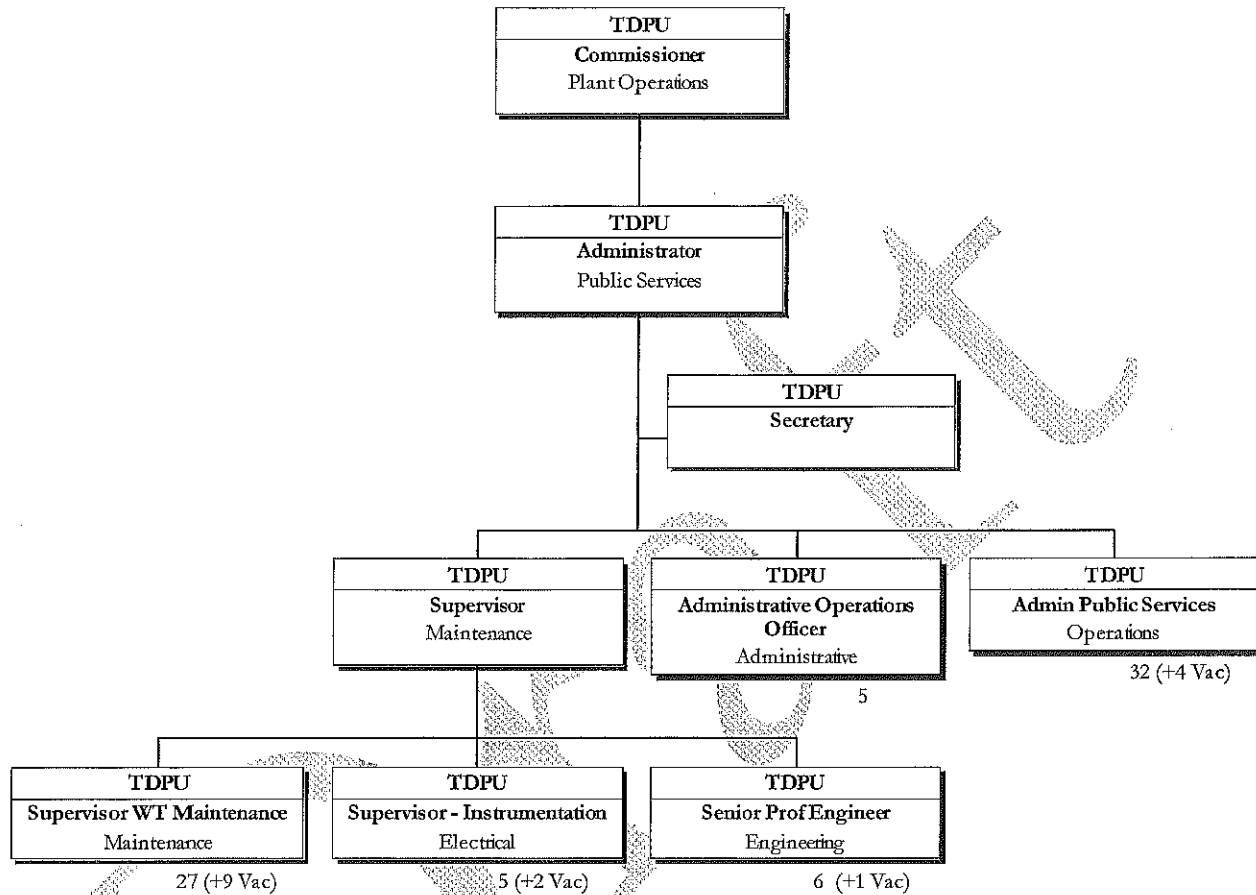 TDPU
Commissioner
Plant Operations
TDPU
Administrator
Public Services
TDPU
Secretary
TDPU
Supervisor
Maintenance
TDPU
Administrative Operations
Officer
Administrative
5
TDPU
Admin Public Services
Operations
32 (+4 Vac)
TDPU
Supervisor WT Maintenance
Maintenance
27 (+9 Vac)
TDPU
Supervisor - Instrumentation
Electrical
5 (+2 Vac)
TDPU
Senior Prof Engineer
Engineering
6 (+1 Vac)